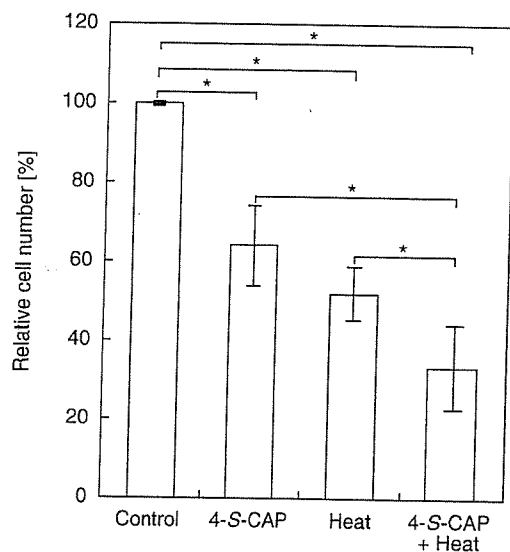 120
100
80
60
40
20
0
Relative cell number [%]
*
*
*
*
*
Control
4-S-CAP
Heat
4-S-CAP
+ Heat